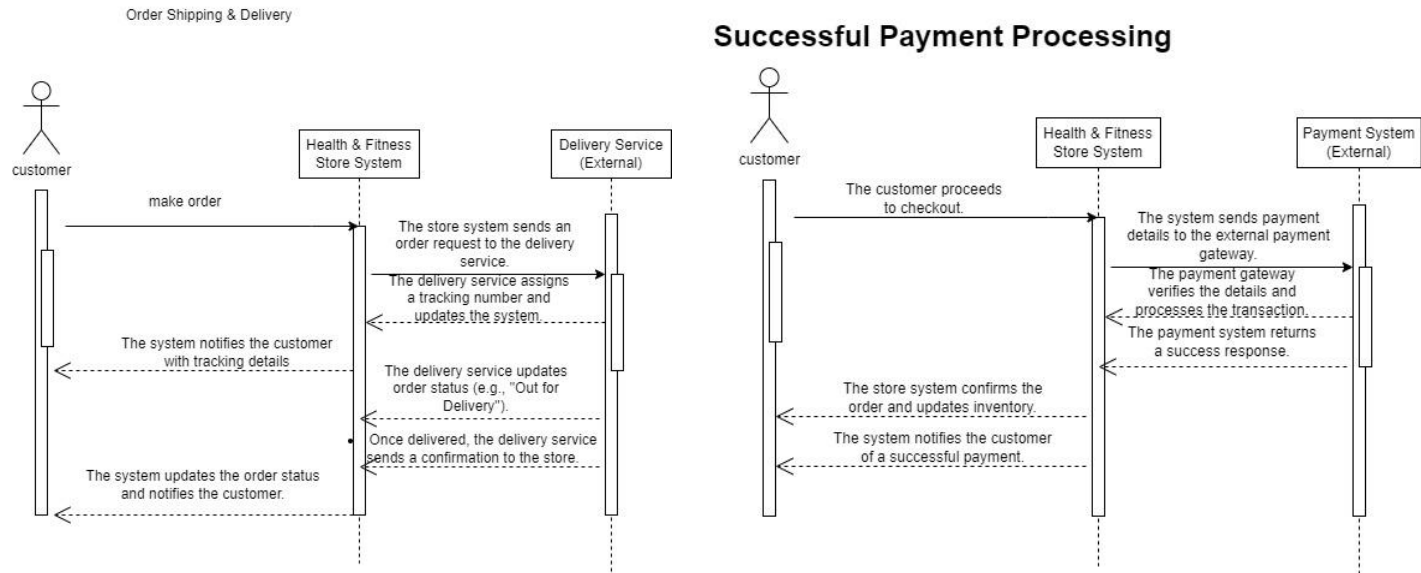 Order Shipping & Delivery
customer
Health & Fitness
Store System
Delivery Service
(External)
make order
The store system sends an
order request to the delivery
service.
The delivery service assigns
a tracking number and
updates the system.
The system notifies the customer
with tracking details
The delivery service updates
order status (e.g., "Out for
Delivery").
Once delivered, the delivery service
sends a confirmation to the store.
The system updates the order status
and notifies the customer.
Successful Payment Processing
customer
Health & Fitness
Store System
Payment System
(External)
The customer proceeds
to checkout.
The system sends payment
details to the external payment
gateway.
The payment gateway
verifies the details and
processes the transaction.
The payment system returns
a success response.
The store system confirms the
order and updates inventory.
The system notifies the customer
of a successful payment.